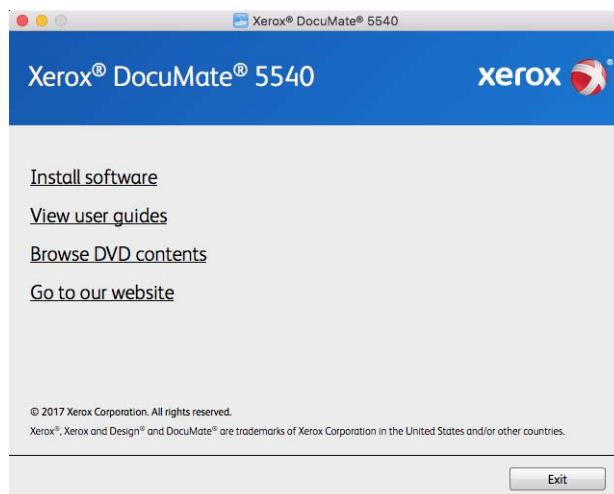 Xerox® DocuMate® 5540
Xerox® DocuMate® 5540
xerox ®
Install software
View user guides
Browse DVD contents
Go to our website
© 2017 Xerox Corporation. All rights reserved.
Xerox®, Xerox and Design® and DocuMate® are trademarks of Xerox Corporation in the United States and/or other countries.
Exit